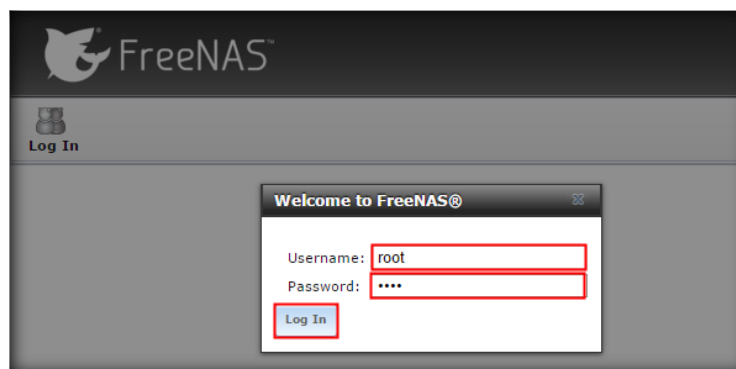 FreeNAS™
Log In
Welcome to FreeNAS®
Username: root
Password: ••••
Log In